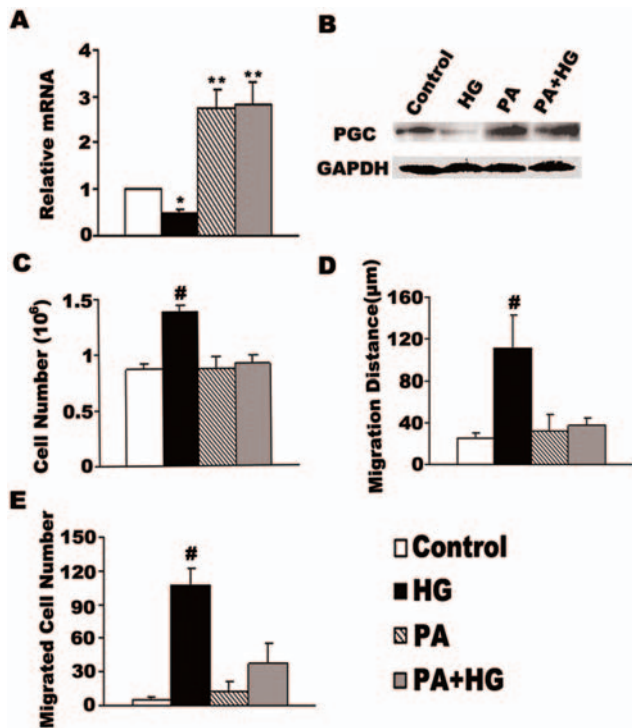 A
Relative mRNA
4
3
2
1
0
*
**
**
B
Control
HG
PA
PA+HG
PGC
GAPDH
C
Cell Number (10⁶)
1.5
1
0.5
0
#
D
Migration Distance(µm)
160
120
80
40
0
#
E
Migrated Cell Number
150
120
90
60
30
0
#
Control
HG
PA
PA+HG